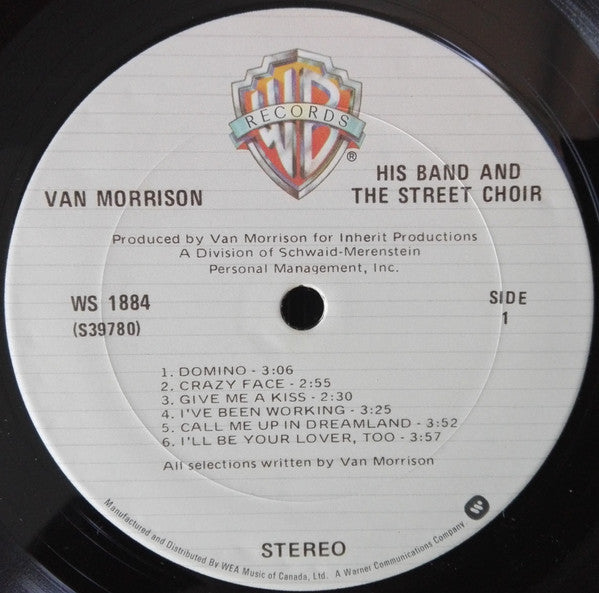 WB
RECORDS
®
VAN MORRISON
HIS BAND AND
THE STREET CHOIR
Produced by Van Morrison for Inherit Productions
A Division of Schwaid-Merenstein
Personal Management, Inc.
WS 1884
(S39780)
SIDE
1
1. DOMINO - 3:06
2. CRAZY FACE - 2:55
3. GIVE ME A KISS - 2:30
4. I'VE BEEN WORKING - 3:25
5. CALL ME UP IN DREAMLAND - 3:52
6. I'LL BE YOUR LOVER, TOO - 3:57
All selections written by Van Morrison
STEREO
Manufactured and Distributed By WEA Music of Canada, Ltd. A Warner Communications Company.